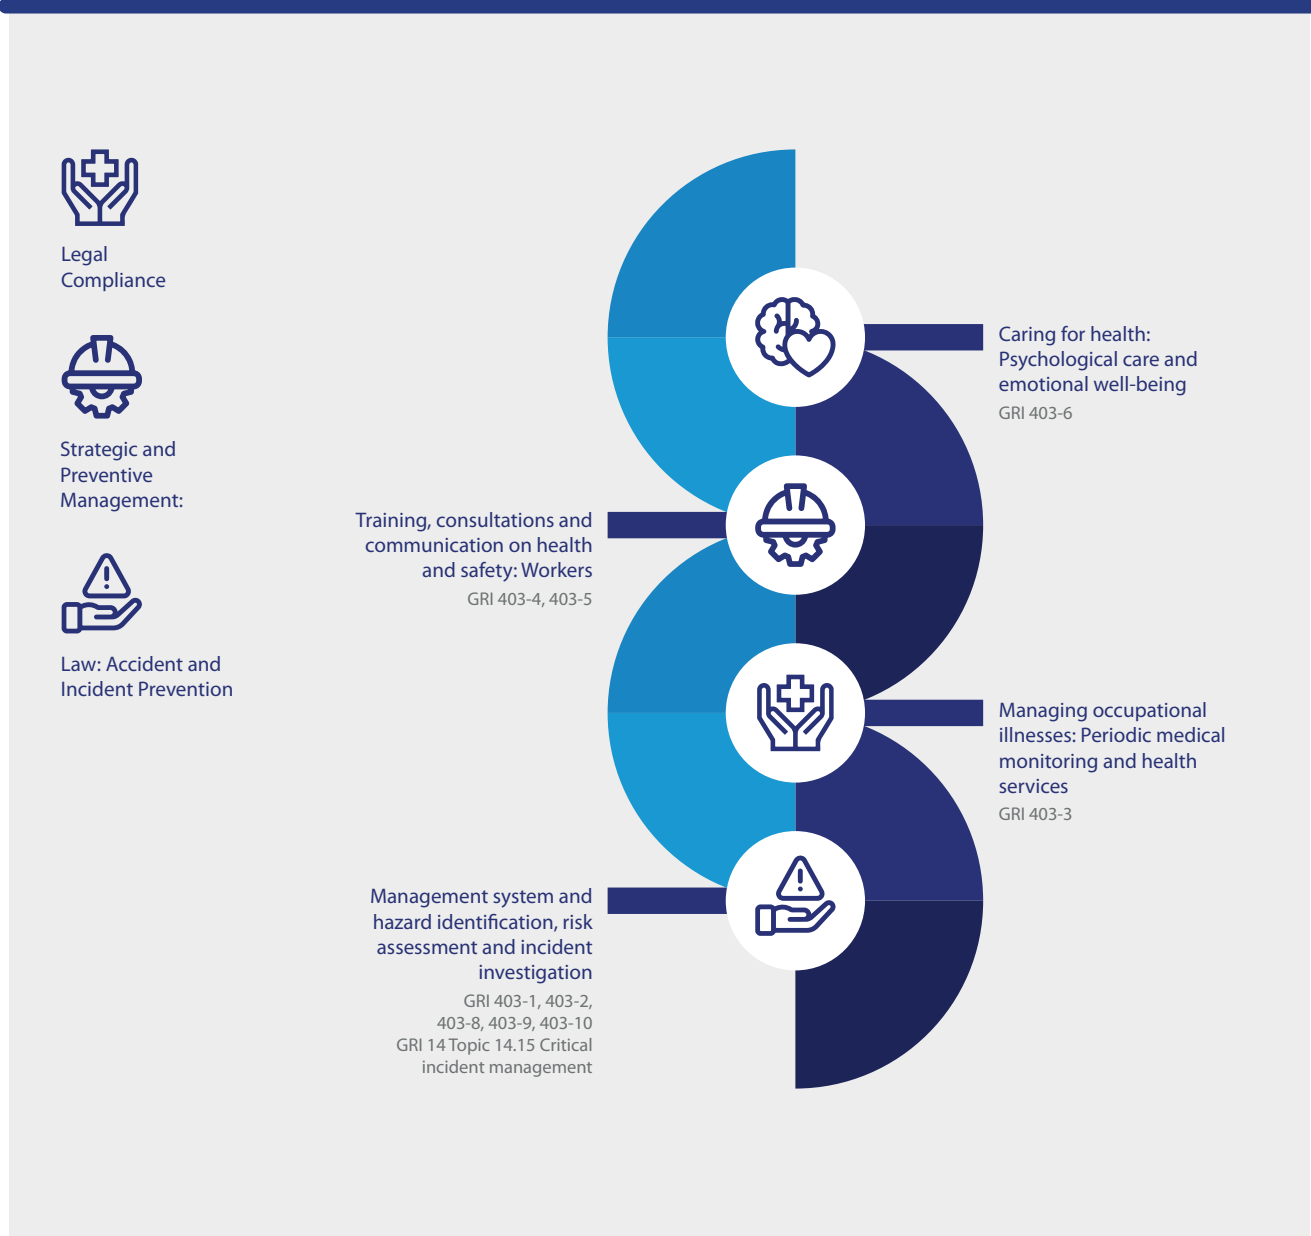 Legal
Compliance
Strategic and
Preventive
Management:
Law: Accident and
Incident Prevention
Caring for health:
Psychological care and
emotional well-being
GRI 403-6
Training, consultations and
communication on health
and safety: Workers
GRI 403-4, 403-5
Managing occupational
illnesses: Periodic medical
monitoring and health
services
GRI 403-3
Management system and
hazard identification, risk
assessment and incident
investigation
GRI 403-1, 403-2,
403-8, 403-9, 403-10
GRI 14 Topic 14.15 Critical
incident management